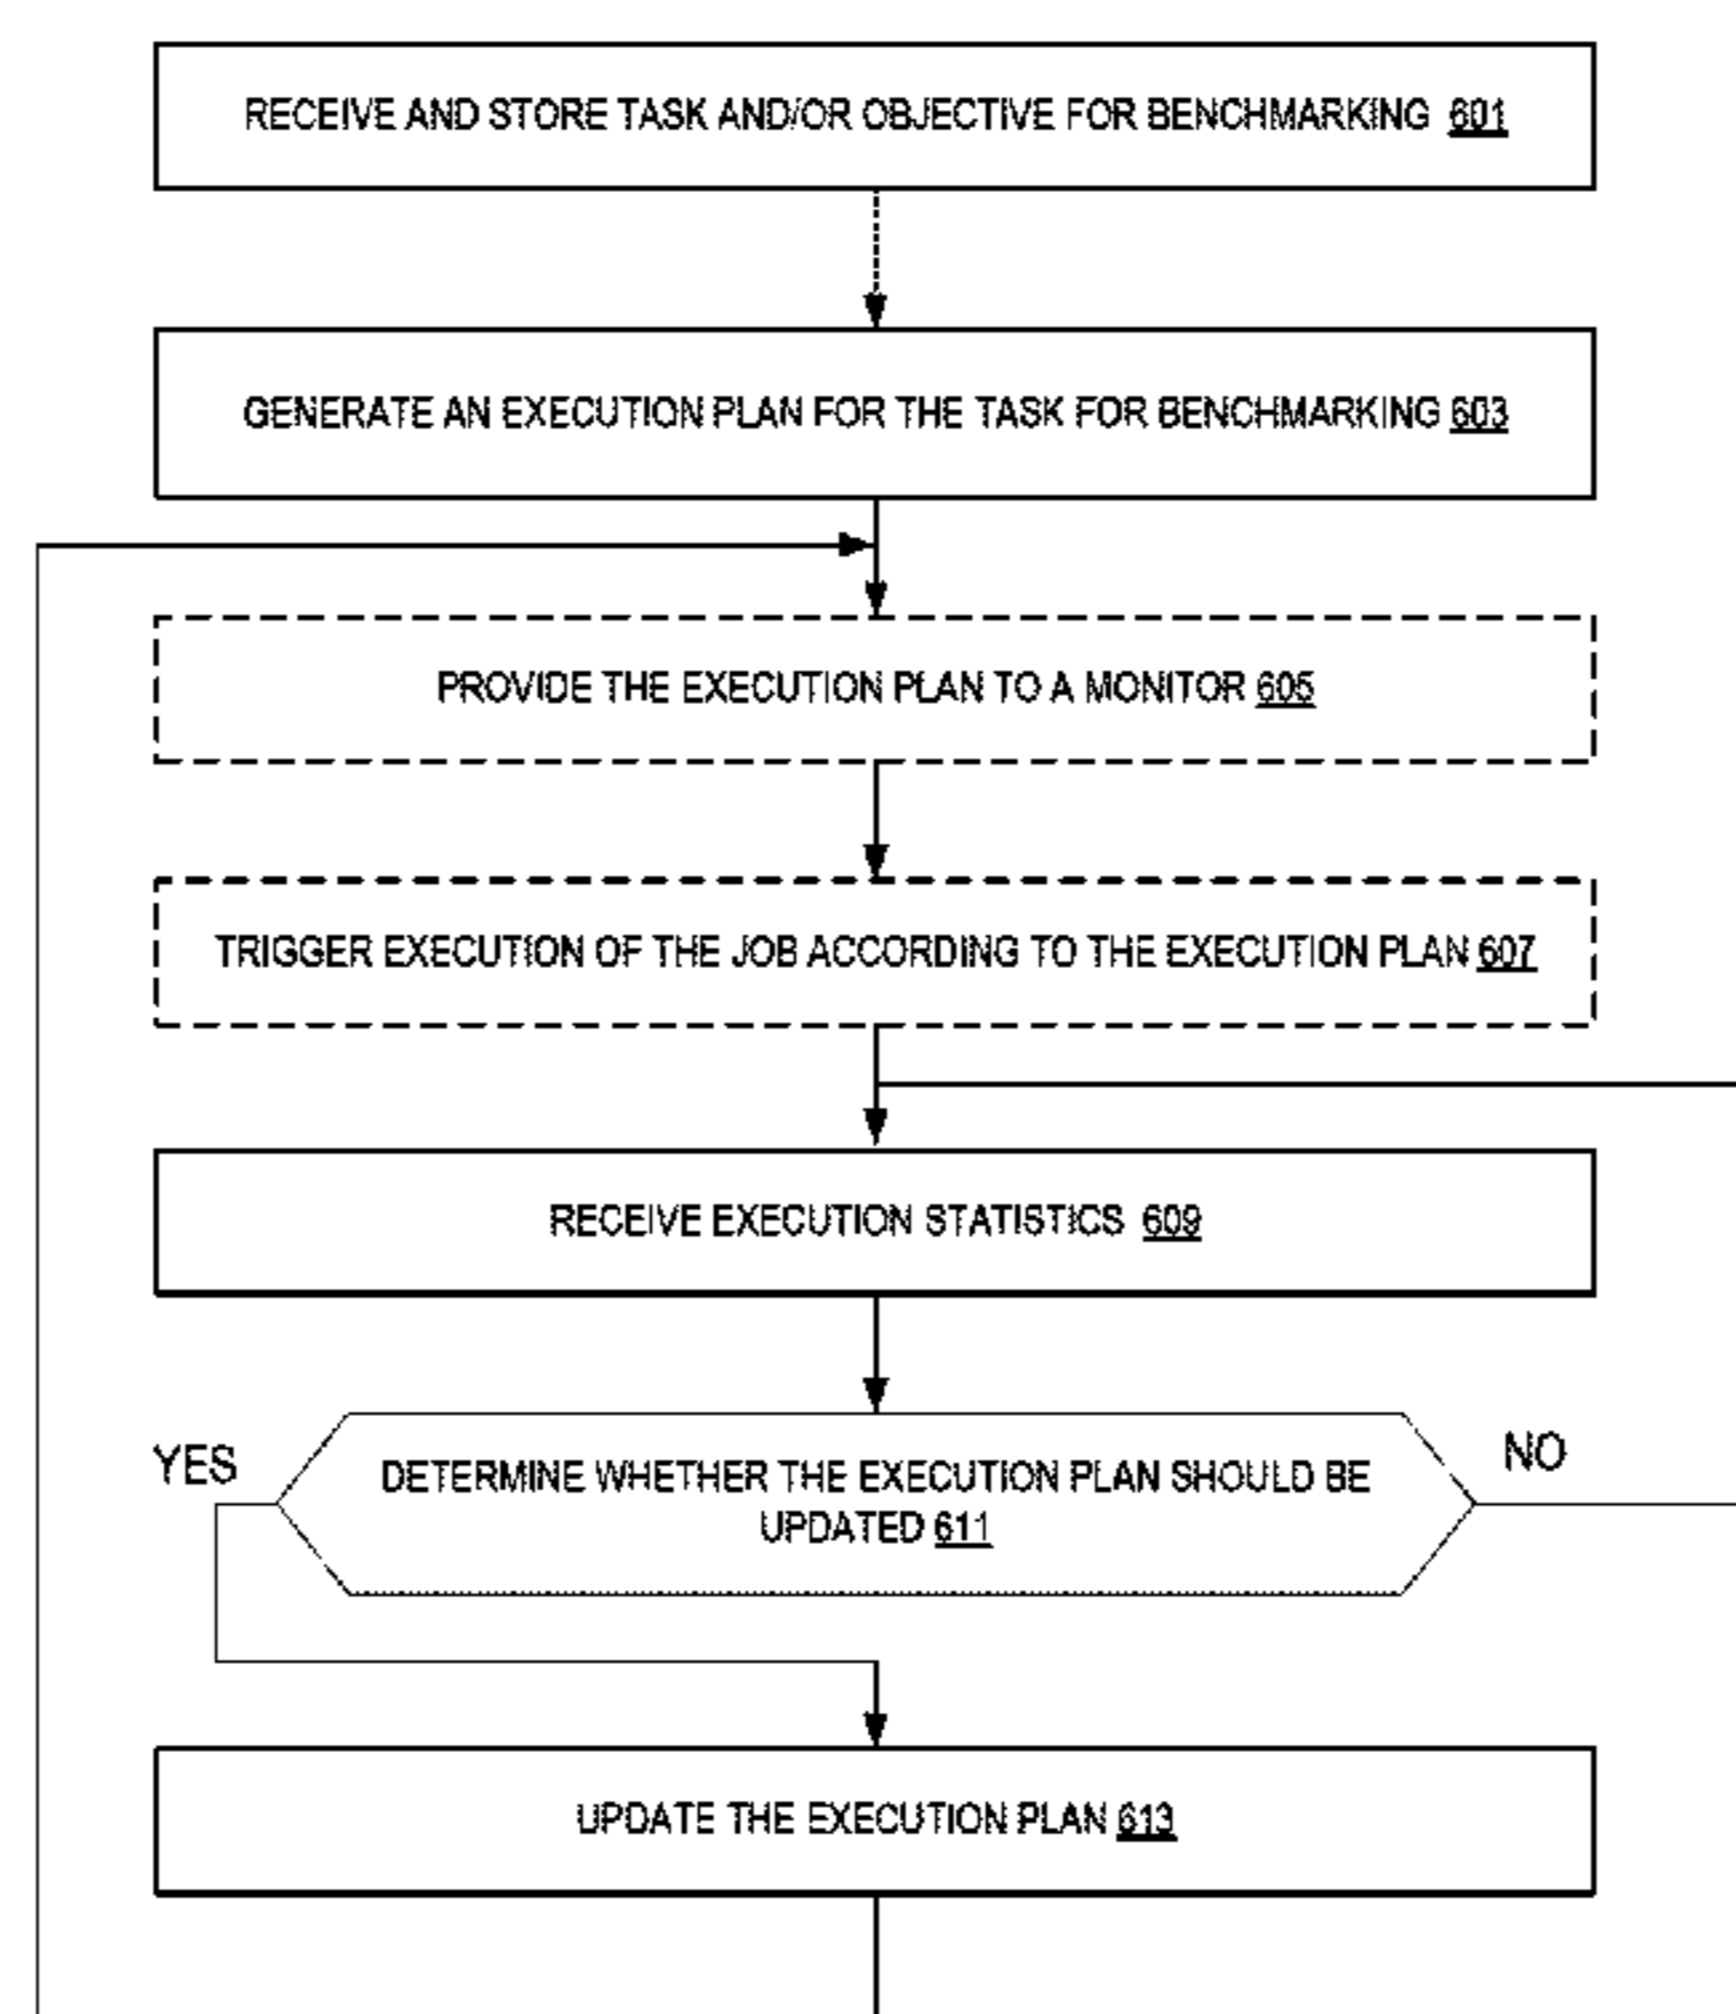 RECEIVE AND STORE TASK AND/OR OBJECTIVE FOR BENCHMARKING 601
GENERATE AN EXECUTION PLAN FOR THE TASK FOR BENCHMARKING 603
PROVIDE THE EXECUTION PLAN TO A MONITOR 605
TRIGGER EXECUTION OF THE JOB ACCORDING TO THE EXECUTION PLAN 607
RECEIVE EXECUTION STATISTICS 609
YES
NO
DETERMINE WHETHER THE EXECUTION PLAN SHOULD BE
UPDATED 611
UPDATE THE EXECUTION PLAN 613